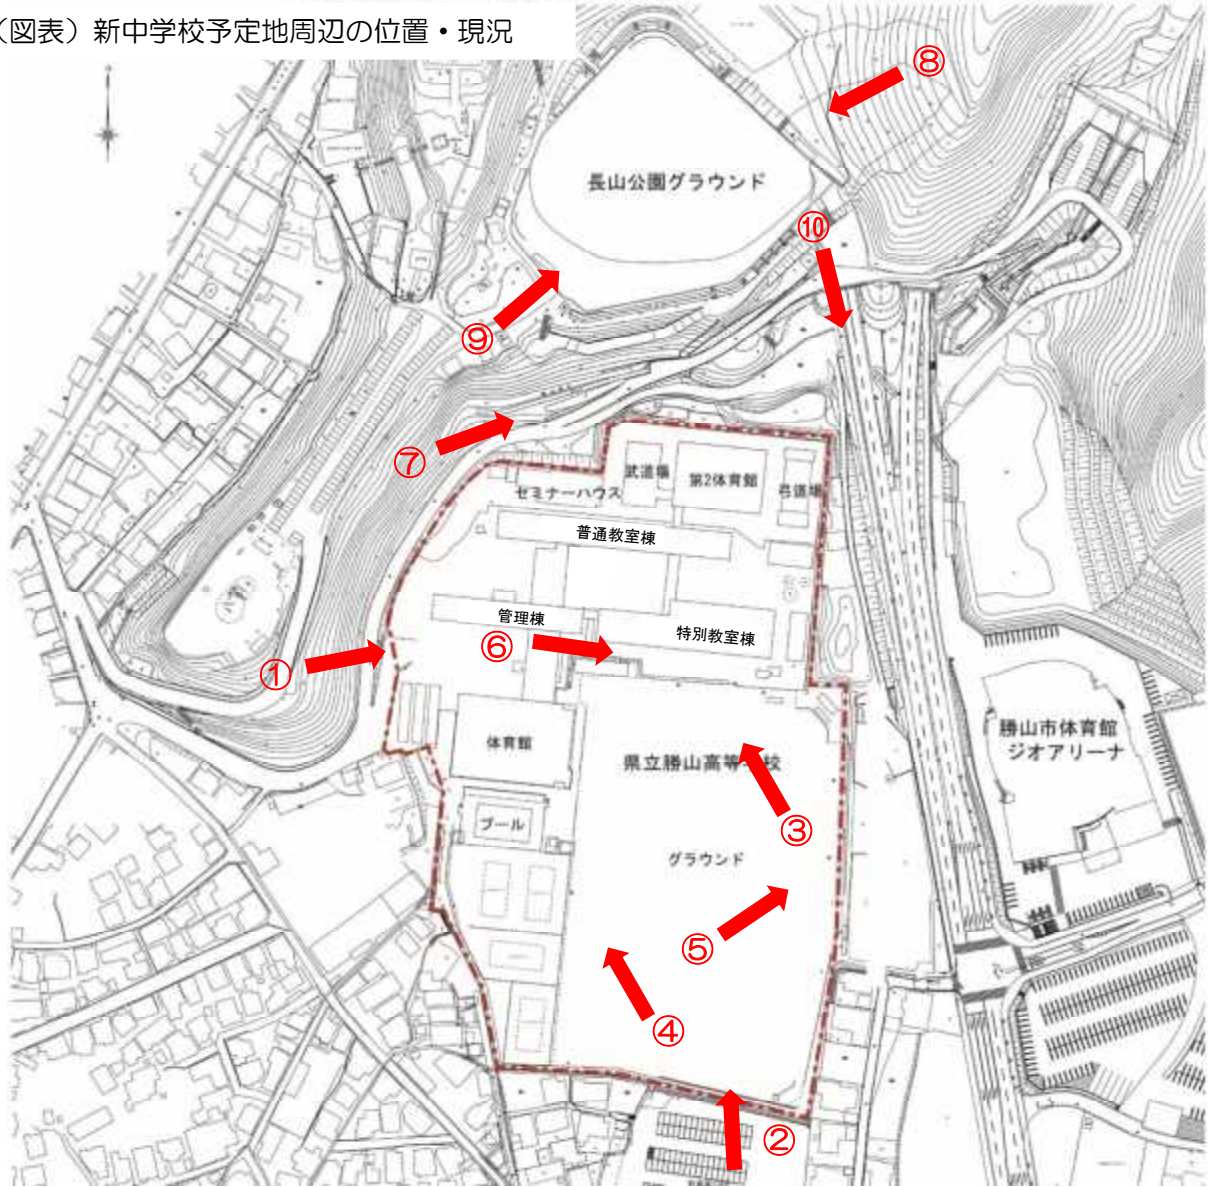 （図表）新中学校予定地周辺の位置・現況
⑧
長山公園グラウンド
⑩
⑨
⑦
武道場
第2体育館
弓道場
セミナーハウス
普通教室棟
管理棟
特別教室棟
⑥
①
体育館
県立勝山高等学校
勝山市体育館
ジオアリーナ
プール
③
グラウンド
⑤
④
②